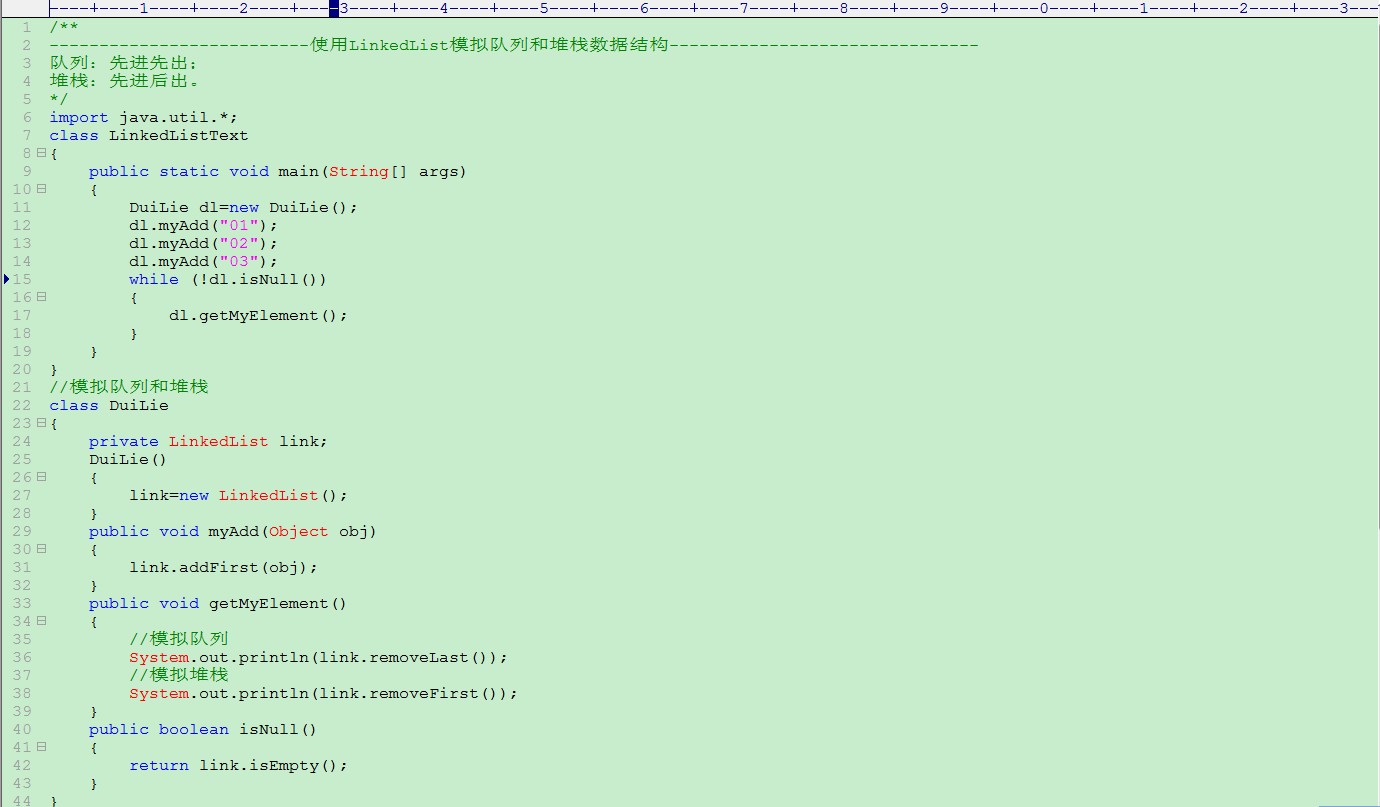 ----+----1----+----2----+----3----+----4----+----5----+----6----+----7----+----8----+----9----+----0----+----1----+----2----+----3---
1 /**
2 --------------------------使用LinkedList模拟队列和堆栈数据结构-------------------------------
3 队列：先进先出；
4 堆栈：先进后出。
5 */
6 import java.util.*;
7 class LinkedListText
8 {
9     public static void main(String[] args)
10     {
11         DuiLie dl=new DuiLie();
12         dl.myAdd("01");
13         dl.myAdd("02");
14         dl.myAdd("03");
15         while (!dl.isNull())
16         {
17             dl.getMyElement();
18         }
19     }
20 }
21 //模拟队列和堆栈
22 class DuiLie
23 {
24     private LinkedList link;
25     DuiLie()
26     {
27         link=new LinkedList();
28     }
29     public void myAdd(Object obj)
30     {
31         link.addFirst(obj);
32     }
33     public void getMyElement()
34     {
35         //模拟队列
36         System.out.println(link.removeLast());
37         //模拟堆栈
38         System.out.println(link.removeFirst());
39     }
40     public boolean isNull()
41     {
42         return link.isEmpty();
43     }
44 }